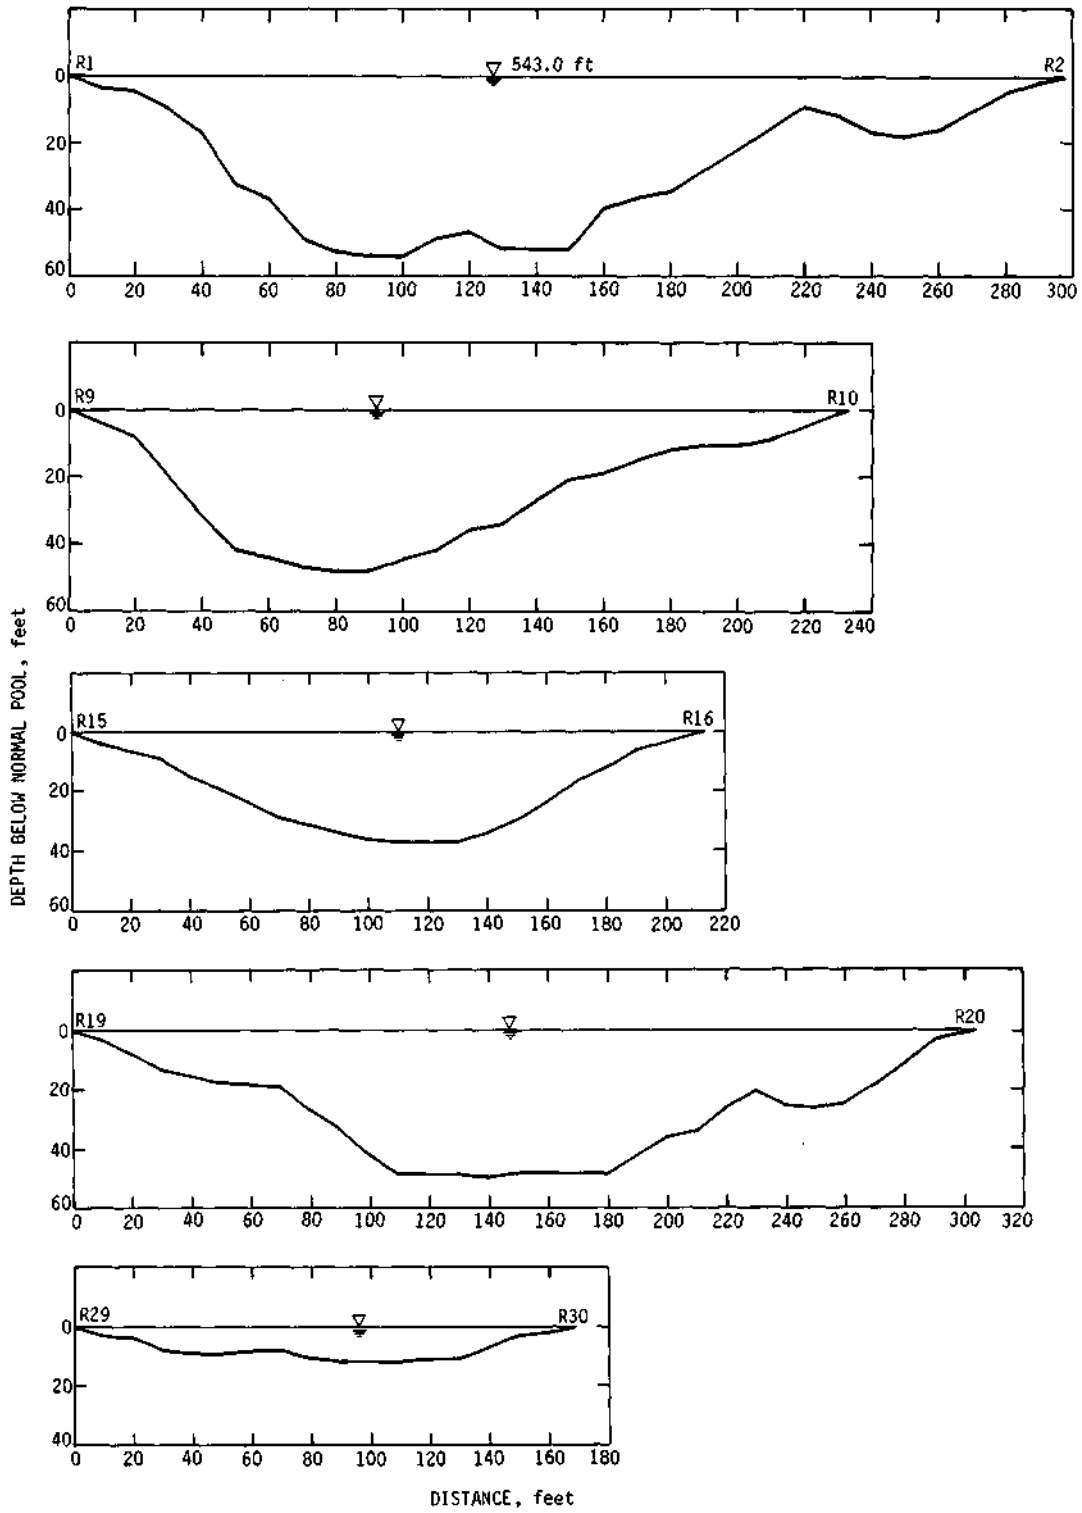 R1 543.0 ft R2
0
20
40
60
0 20 40 60 80 100 120 140 160 180 200 220 240 260 280 300
R9 R10
0
20
40
60
0 20 40 60 80 100 120 140 160 180 200 220 240
R15 R16
0
20
40
60
0 20 40 60 80 100 120 140 160 180 200 220
R19 R20
0
20
40
60
0 20 40 60 80 100 120 140 160 180 200 220 240 260 280 300 320
R29 R30
0
20
40
0 20 40 60 80 100 120 140 160 180
DEPTH BELOW NORMAL POOL, feet
DISTANCE, feet